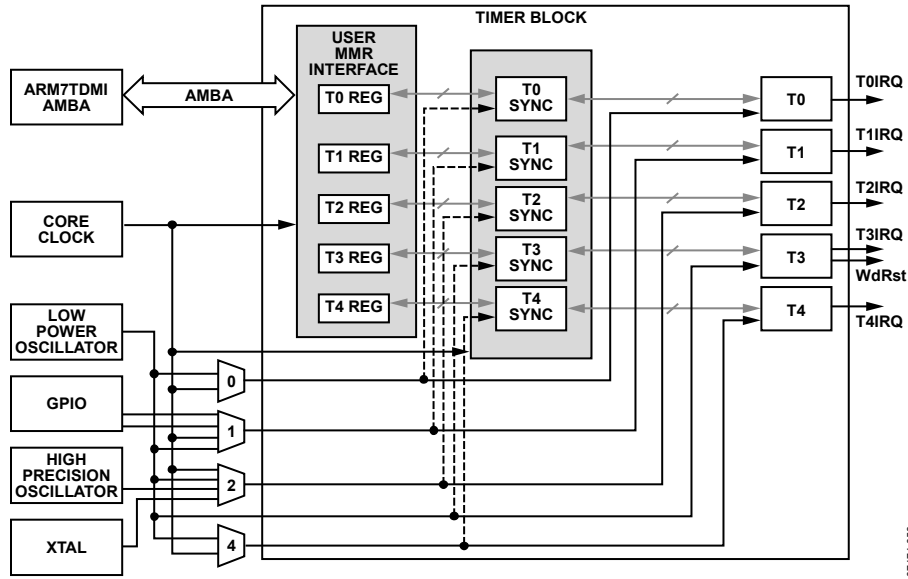 TIMER BLOCK
USER
MMR
INTERFACE
ARM7TDMI
AMBA
AMBA
T0 REG
T0
SYNC
T0
T0IRQ
T1 REG
T1
SYNC
T1
T1IRQ
CORE
CLOCK
T2 REG
T2
SYNC
T2
T2IRQ
T3 REG
T3
SYNC
T3
T3IRQ
WdRst
T4 REG
T4
SYNC
T4
T4IRQ
LOW
POWER
OSCILLATOR
0
GPIO
1
HIGH
PRECISION
OSCILLATOR
2
XTAL
4